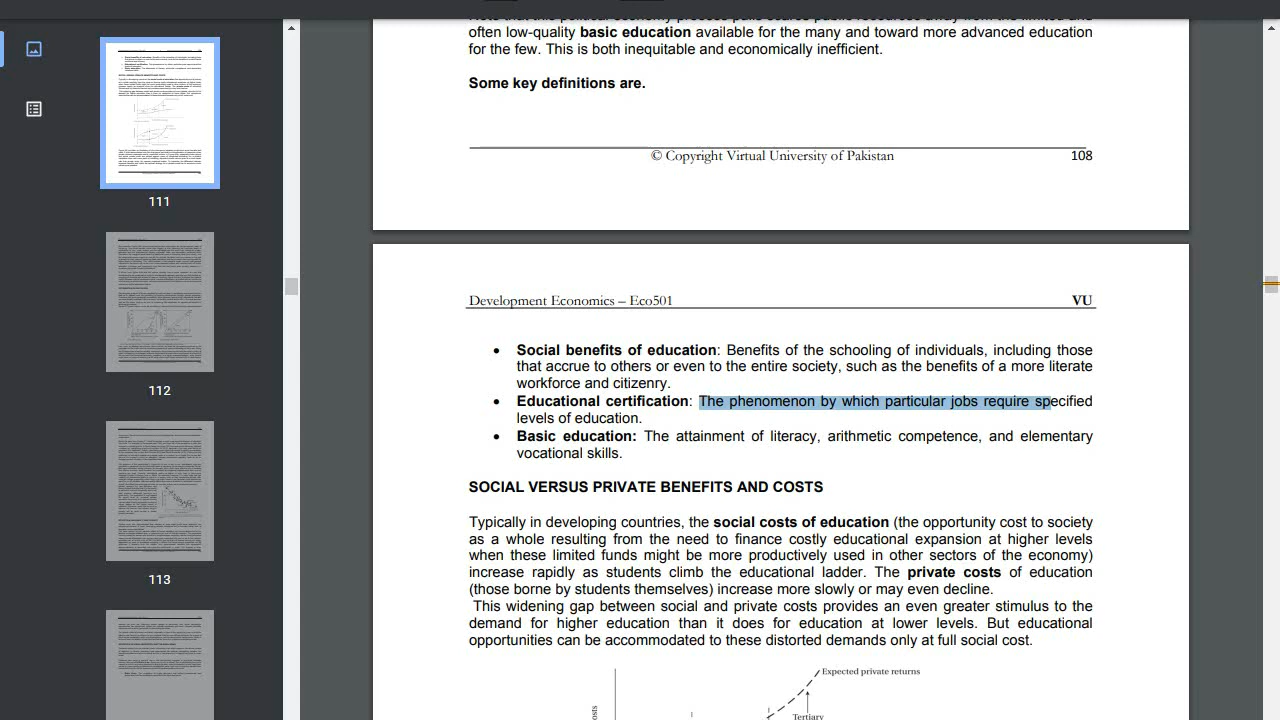 often low-quality basic education available for the many and toward more advanced education
for the few. This is both inequitable and economically inefficient.
Some key definitions are.
© Copyright Virtual University of Pakistan
108
Development Economics – Eco501
VU
• Social benefits of education: Benefits of the schooling of individuals, including those
that accrue to others or even to the entire society, such as the benefits of a more literate
workforce and citizenry.
• Educational certification: The phenomenon by which particular jobs require specified
levels of education.
• Basic education: The attainment of literacy, arithmetic competence, and elementary
vocational skills.
SOCIAL VERSUS PRIVATE BENEFITS AND COSTS
Typically in developing countries, the social costs of education (the opportunity cost to society
as a whole resulting from the need to finance costly educational expansion at higher levels
when these limited funds might be more productively used in other sectors of the economy)
increase rapidly as students climb the educational ladder. The private costs of education
(those borne by students themselves) increase more slowly or may even decline.
This widening gap between social and private costs provides an even greater stimulus to the
demand for higher education than it does for education at lower levels. But educational
opportunities can be accommodated to these distorted demands only at full social cost.
Expected private returns
Tertiary
111
112
113